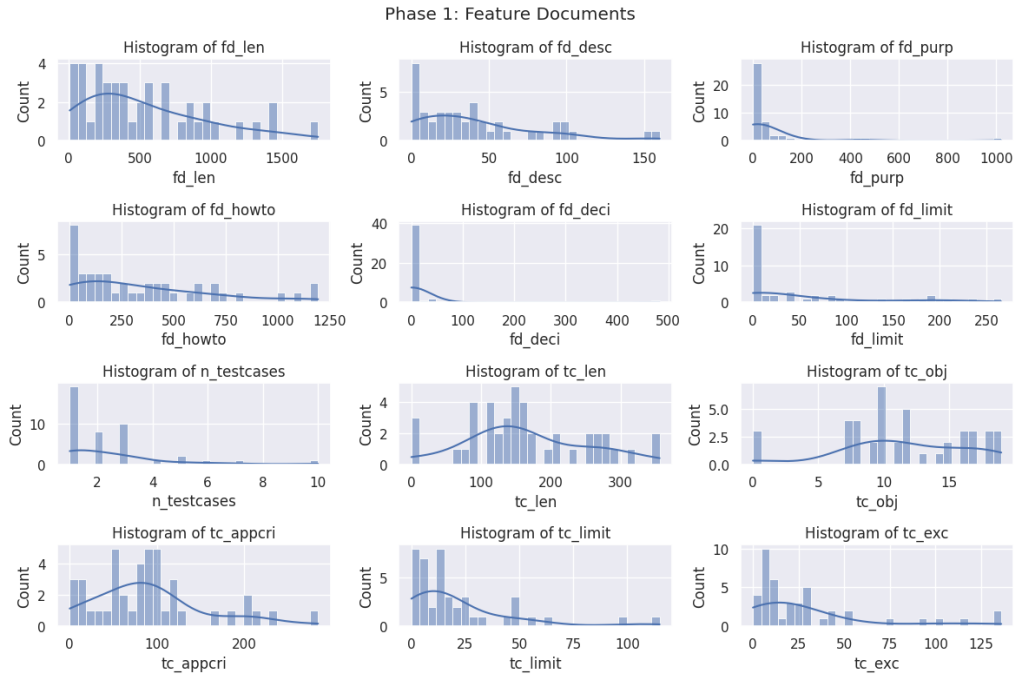 Phase 1: Feature Documents
Histogram of fd_len
Histogram of fd_desc
Histogram of fd_purp
Count
4
2
0
0 500 1000 1500
fd_len
Count
5
0
0 50 100 150
fd_desc
Count
20
10
0
0 200 400 600 800 1000
fd_purp
Histogram of fd_howto
Histogram of fd_deci
Histogram of fd_limit
Count
5
0
0 250 500 750 1000 1250
fd_howto
Count
40
20
0
0 100 200 300 400 500
fd_deci
Count
20
10
0
0 50 100 150 200 250
fd_limit
Histogram of n_testcases
Histogram of tc_len
Histogram of tc_obj
Count
10
0
2 4 6 8 10
n_testcases
Count
4
2
0
0 100 200 300
tc_len
Count
5.0
2.5
0.0
0 5 10 15
tc_obj
Histogram of tc_appcri
Histogram of tc_limit
Histogram of tc_exc
Count
4
2
0
0 100 200
tc_appcri
Count
5
0
0 25 50 75 100
tc_limit
Count
10
5
0
0 25 50 75 100 125
tc_exc